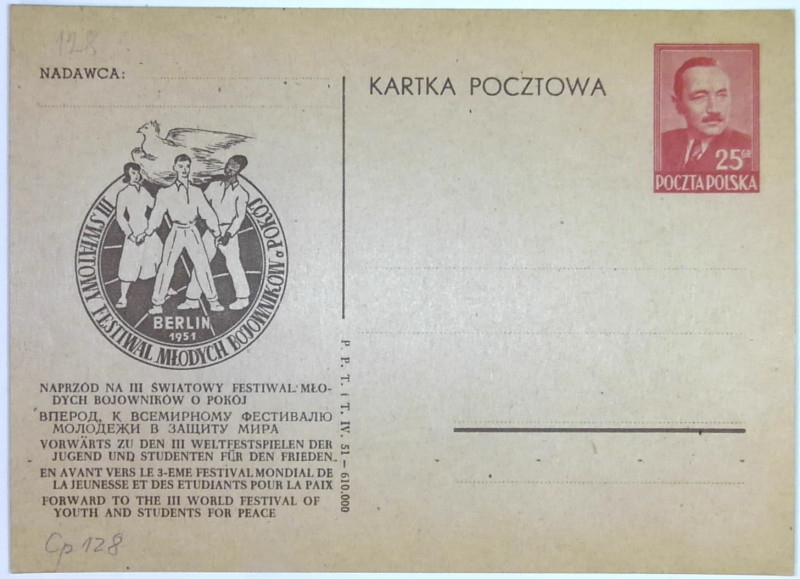 128
NADAWCA:
KARTKA POCZTOWA
25 GR
POCZTA POLSKA
III ŚWIATOWY FESTIWAL MŁODYCH BOJOWNIKÓW O POKÓJ
BERLIN
1951
NAPRZÓD NA III ŚWIATOWY FESTIWAL MŁO-
DYCH BOJOWNIKÓW O POKÓJ
ВПЕРОД, К ВСЕМИРНОМУ ФЕСТИВАЛЮ
МОЛОДЕЖИ В ЗАЩИТУ МИРА
VORWÄRTS ZU DEN III WELTFESTSPIELEN DER
JUGEND UND STUDENTEN FÜR DEN FRIEDEN
EN AVANT VERS LE 3-EME FESTIVAL MONDIAL DE
LA JEUNESSE ET DES ETUDIANTS POUR LA PAIX
FORWARD TO THE III WORLD FESTIVAL OF
YOUTH AND STUDENTS FOR PEACE
P. P. T. i T. IV. 51 — 610.000
Cp 128